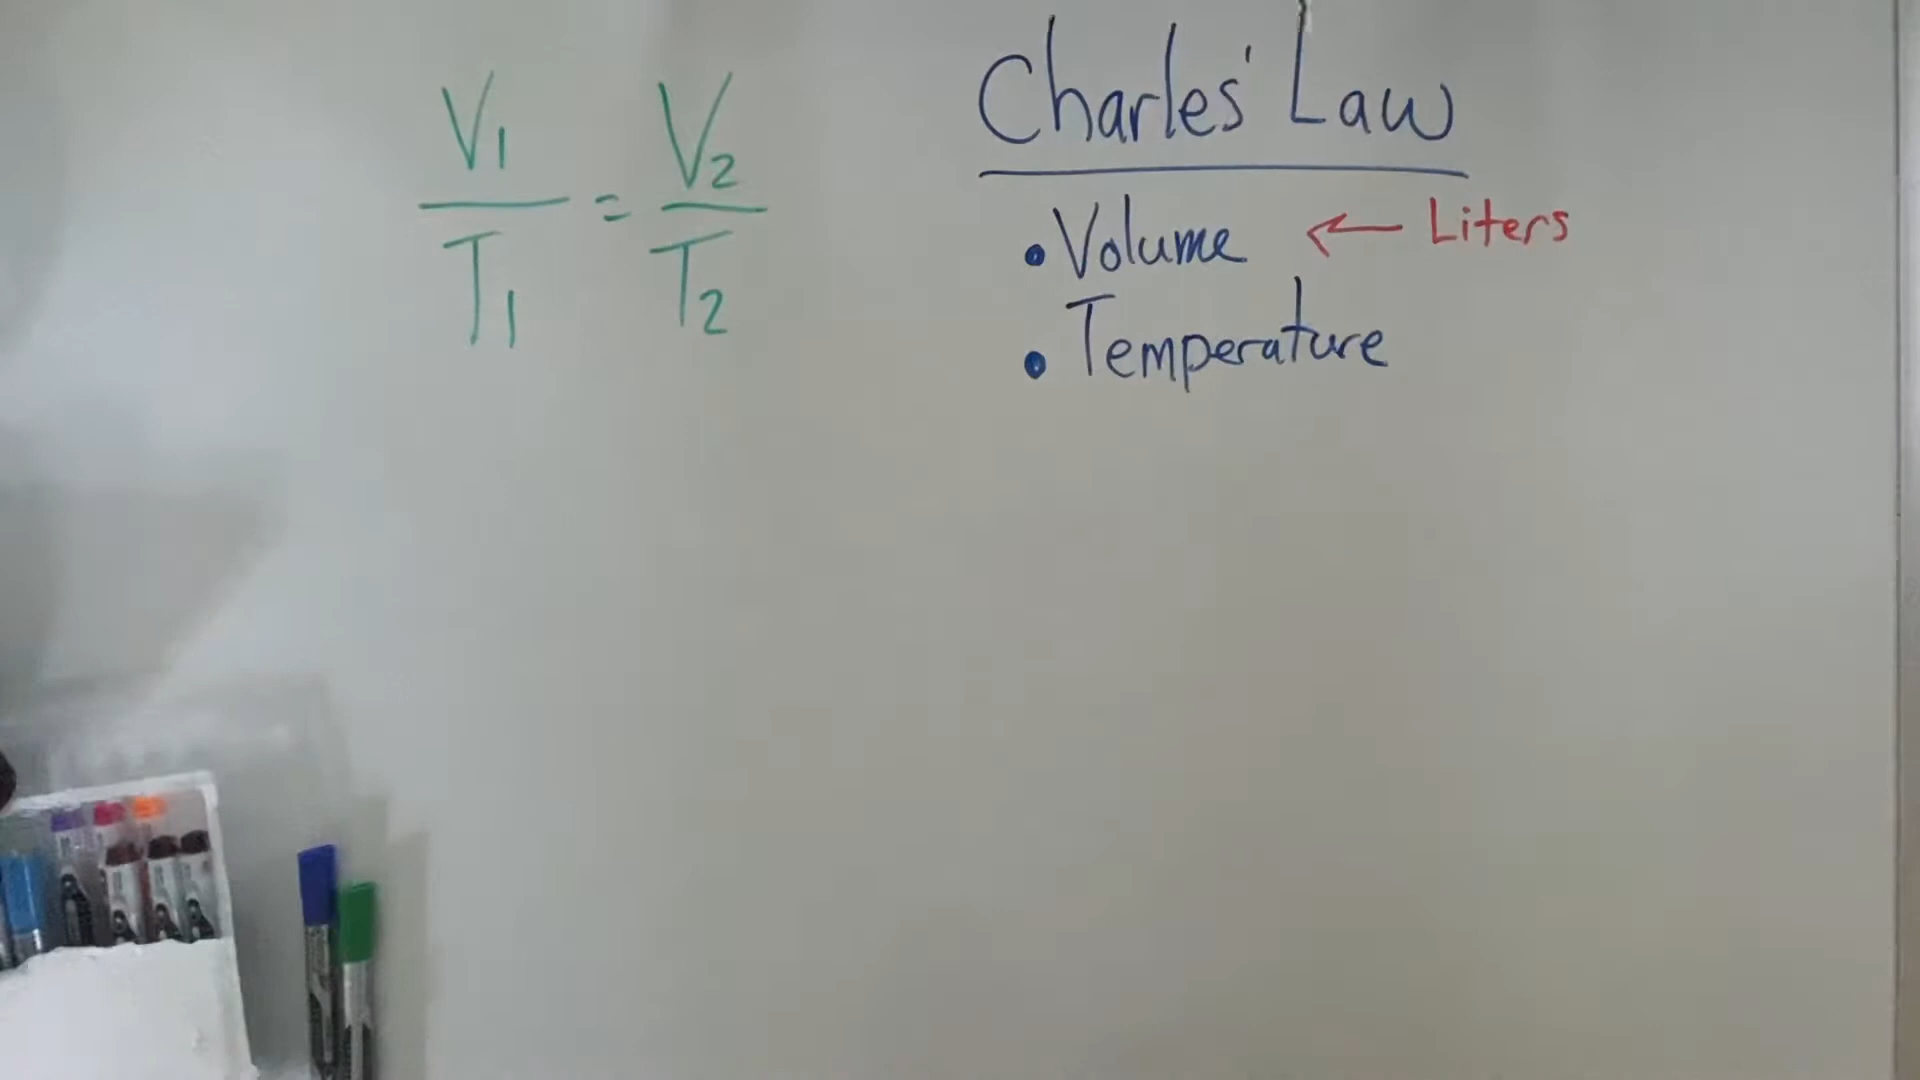 V1/T1 = V2/T2
Charles' Law
• Volume ← Liters
• Temperature